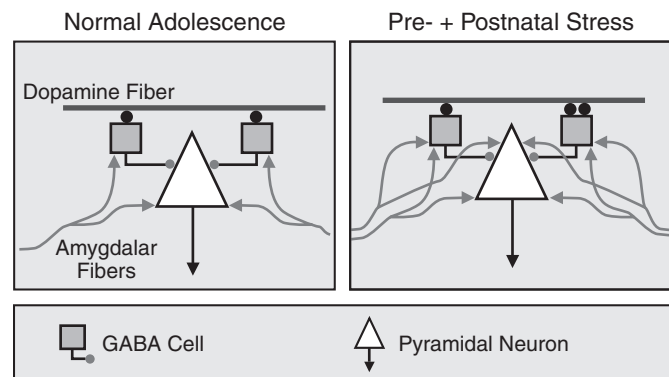 Normal Adolescence
Pre- + Postnatal Stress
Dopamine Fiber
Amygdalar
Fibers
GABA Cell
Pyramidal Neuron